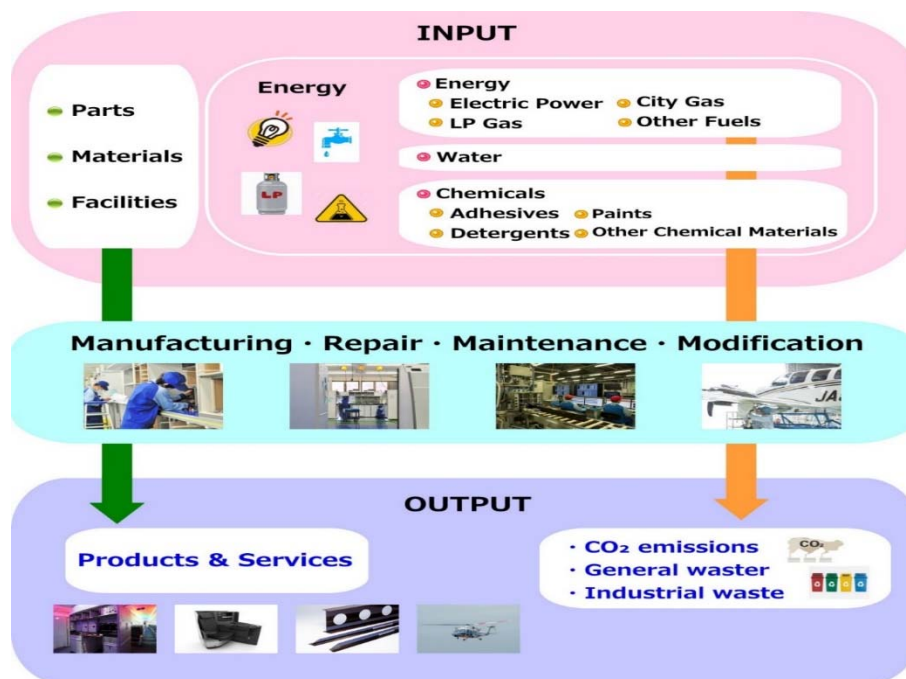 INPUT
Parts
Materials
Facilities
Energy
LP
Energy
Electric Power City Gas
LP Gas Other Fuels
Water
Chemicals
Adhesives Paints
Detergents Other Chemical Materials
Manufacturing · Repair · Maintenance · Modification
OUTPUT
Products & Services
· CO₂ emissions
CO₂
· General waster
· Industrial waste